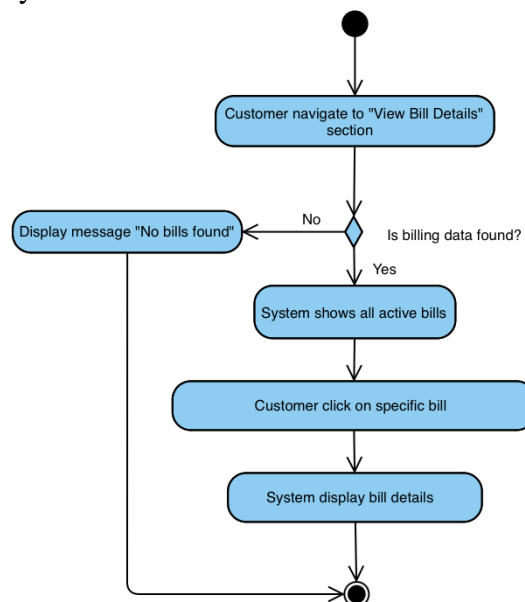 y
Customer navigate to "View Bill Details"
section
No
Display message "No bills found"
Is billing data found?
Yes
System shows all active bills
Customer click on specific bill
System display bill details